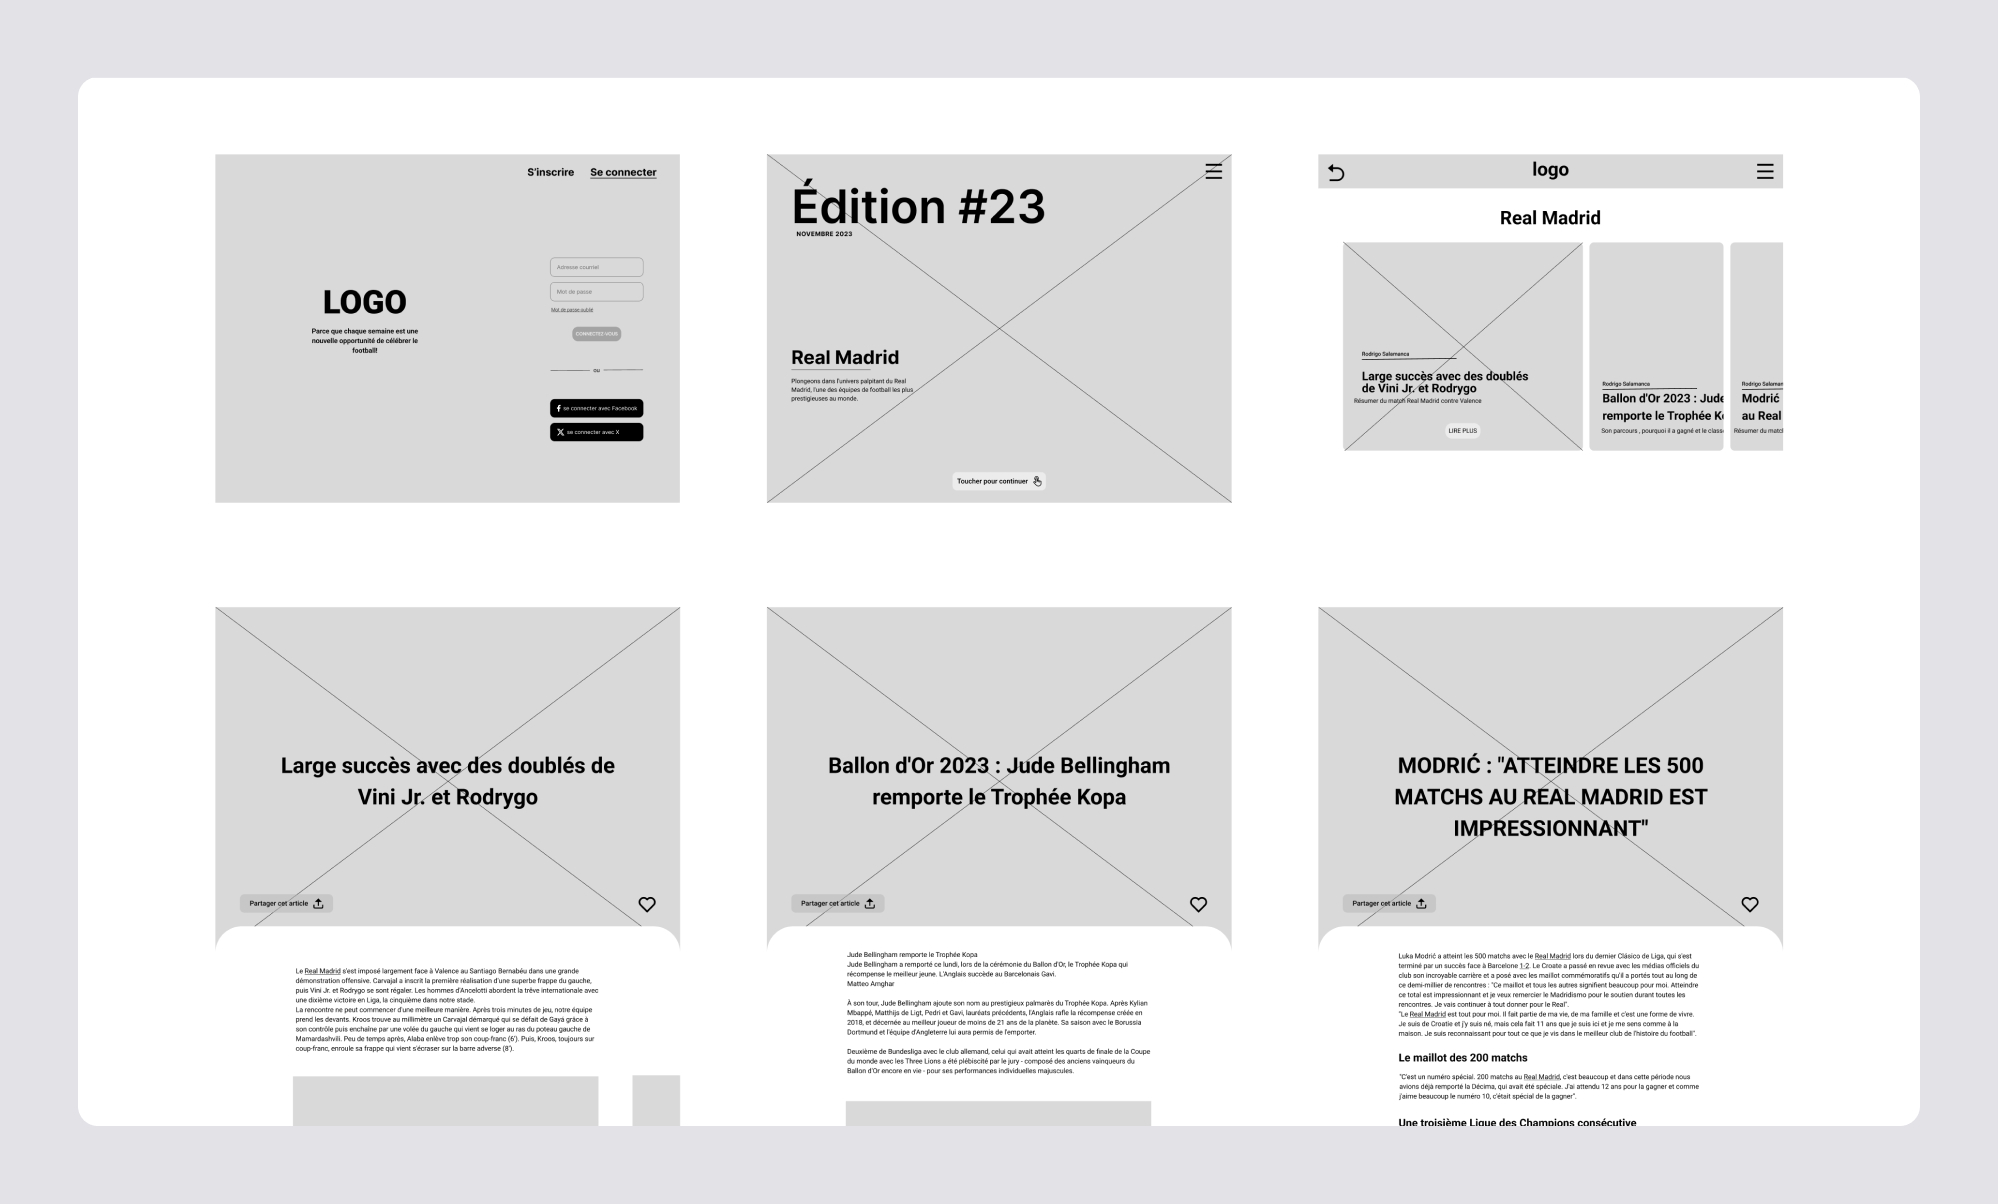 S'inscrire Se connecter
Adresse courriel
Mot de passe
Mot de passe oublié
CONNECTEZ-VOUS
LOGO
Parce que chaque semaine est une
nouvelle opportunité de célébrer le
football!
ou
se connecter avec Facebook
se connecter avec X
Édition #23
NOVEMBRE 2023
Real Madrid
Plongeons dans l'univers palpitant du Real
Madrid, l'une des équipes de football les plus
prestigieuses au monde.
Toucher pour continuer
logo
Real Madrid
Rodrigo Salamanca
Large succès avec des doublés
de Vini Jr. et Rodrygo
Résumer du match Real Madrid contre Valence
LIRE PLUS
Rodrigo Salamanca
Ballon d'Or 2023 : Jude
remporte le Trophée K
Son parcours , pourquoi il a gagné et le class
Rodrigo Salaman
Modrić
au Real
Résumer du matc
Large succès avec des doublés de
Vini Jr. et Rodrygo
Partager cet article
Le Real Madrid s'est imposé largement face à Valence au Santiago Bernabéu dans une grande
démonstration offensive. Carvajal a inscrit la première réalisation d'une superbe frappe du gauche,
puis Vini Jr. et Rodrygo se sont régaler. Les hommes d'Ancelotti abordent la trêve internationale avec
une dixième victoire en Liga, la cinquième dans notre stade.
La rencontre ne peut commencer d'une meilleure manière. Après trois minutes de jeu, notre équipe
prend les devants. Kroos trouve au millimètre un Carvajal démarqué qui se défait de Gayà grâce à
son contrôle puis enchaîne par une volée du gauche qui vient se loger au ras du poteau gauche de
Mamardashvili. Peu de temps après, Alaba enlève trop son coup-franc (6'). Puis, Kroos, toujours sur
coup-franc, enroule sa frappe qui vient s'écraser sur la barre adverse (8').
Ballon d'Or 2023 : Jude Bellingham
remporte le Trophée Kopa
Partager cet article
Jude Bellingham remporte le Trophée Kopa
Jude Bellingham a remporté ce lundi, lors de la cérémonie du Ballon d'Or, le Trophée Kopa qui
récompense le meilleur jeune. L'Anglais succède au Barcelonais Gavi.
Matteo Amghar
À son tour, Jude Bellingham ajoute son nom au prestigieux palmarès du Trophée Kopa. Après Kylian
Mbappé, Matthijs de Ligt, Pedri et Gavi, lauréats précédents, l'Anglais rafle la récompense créée en
2018, et décernée au meilleur joueur de moins de 21 ans de la planète. Sa saison avec le Borussia
Dortmund et l'équipe d'Angleterre lui aura permis de l'emporter.
Deuxième de Bundesliga avec le club allemand, celui qui avait atteint les quarts de finale de la Coupe
du monde avec les Three Lions a été plébiscité par le jury - composé des anciens vainqueurs du
Ballon d'Or encore en vie - pour ses performances individuelles majuscules.
MODRIĆ : "ATTEINDRE LES 500
MATCHS AU REAL MADRID EST
IMPRESSIONNANT"
Partager cet article
Luka Modrić a atteint les 500 matchs avec le Real Madrid lors du dernier Clásico de Liga, qui s'est
terminé par un succès face à Barcelone 1-2. Le Croate a passé en revue avec les médias officiels du
club son incroyable carrière et a posé avec les maillot commémoratifs qu'il a portés tout au long de
ce demi-millier de rencontres : "Ce maillot et tous les autres signifient beaucoup pour moi. Atteindre
ce total est impressionnant et je veux remercier le Madridismo pour le soutien durant toutes les
rencontres. Je vais continuer à tout donner pour le Real".
"Le Real Madrid est tout pour moi. Il fait partie de ma vie, de ma famille et c'est une forme de vivre.
Je suis de Croatie et j'y suis né, mais cela fait 11 ans que je suis ici et je me sens comme à la
maison. Je suis reconnaissant pour tout ce que je vis dans le meilleur club de l'histoire du football".
Le maillot des 200 matchs
"C'est un numéro spécial. 200 matchs au Real Madrid, c'est beaucoup et dans cette période nous
avions déjà remporté la Décima, qui avait été spéciale. J'ai attendu 12 ans pour la gagner et comme
j'aime beaucoup le numéro 10, c'était spécial de la gagner".
Une troisième Ligue des Champions consécutive